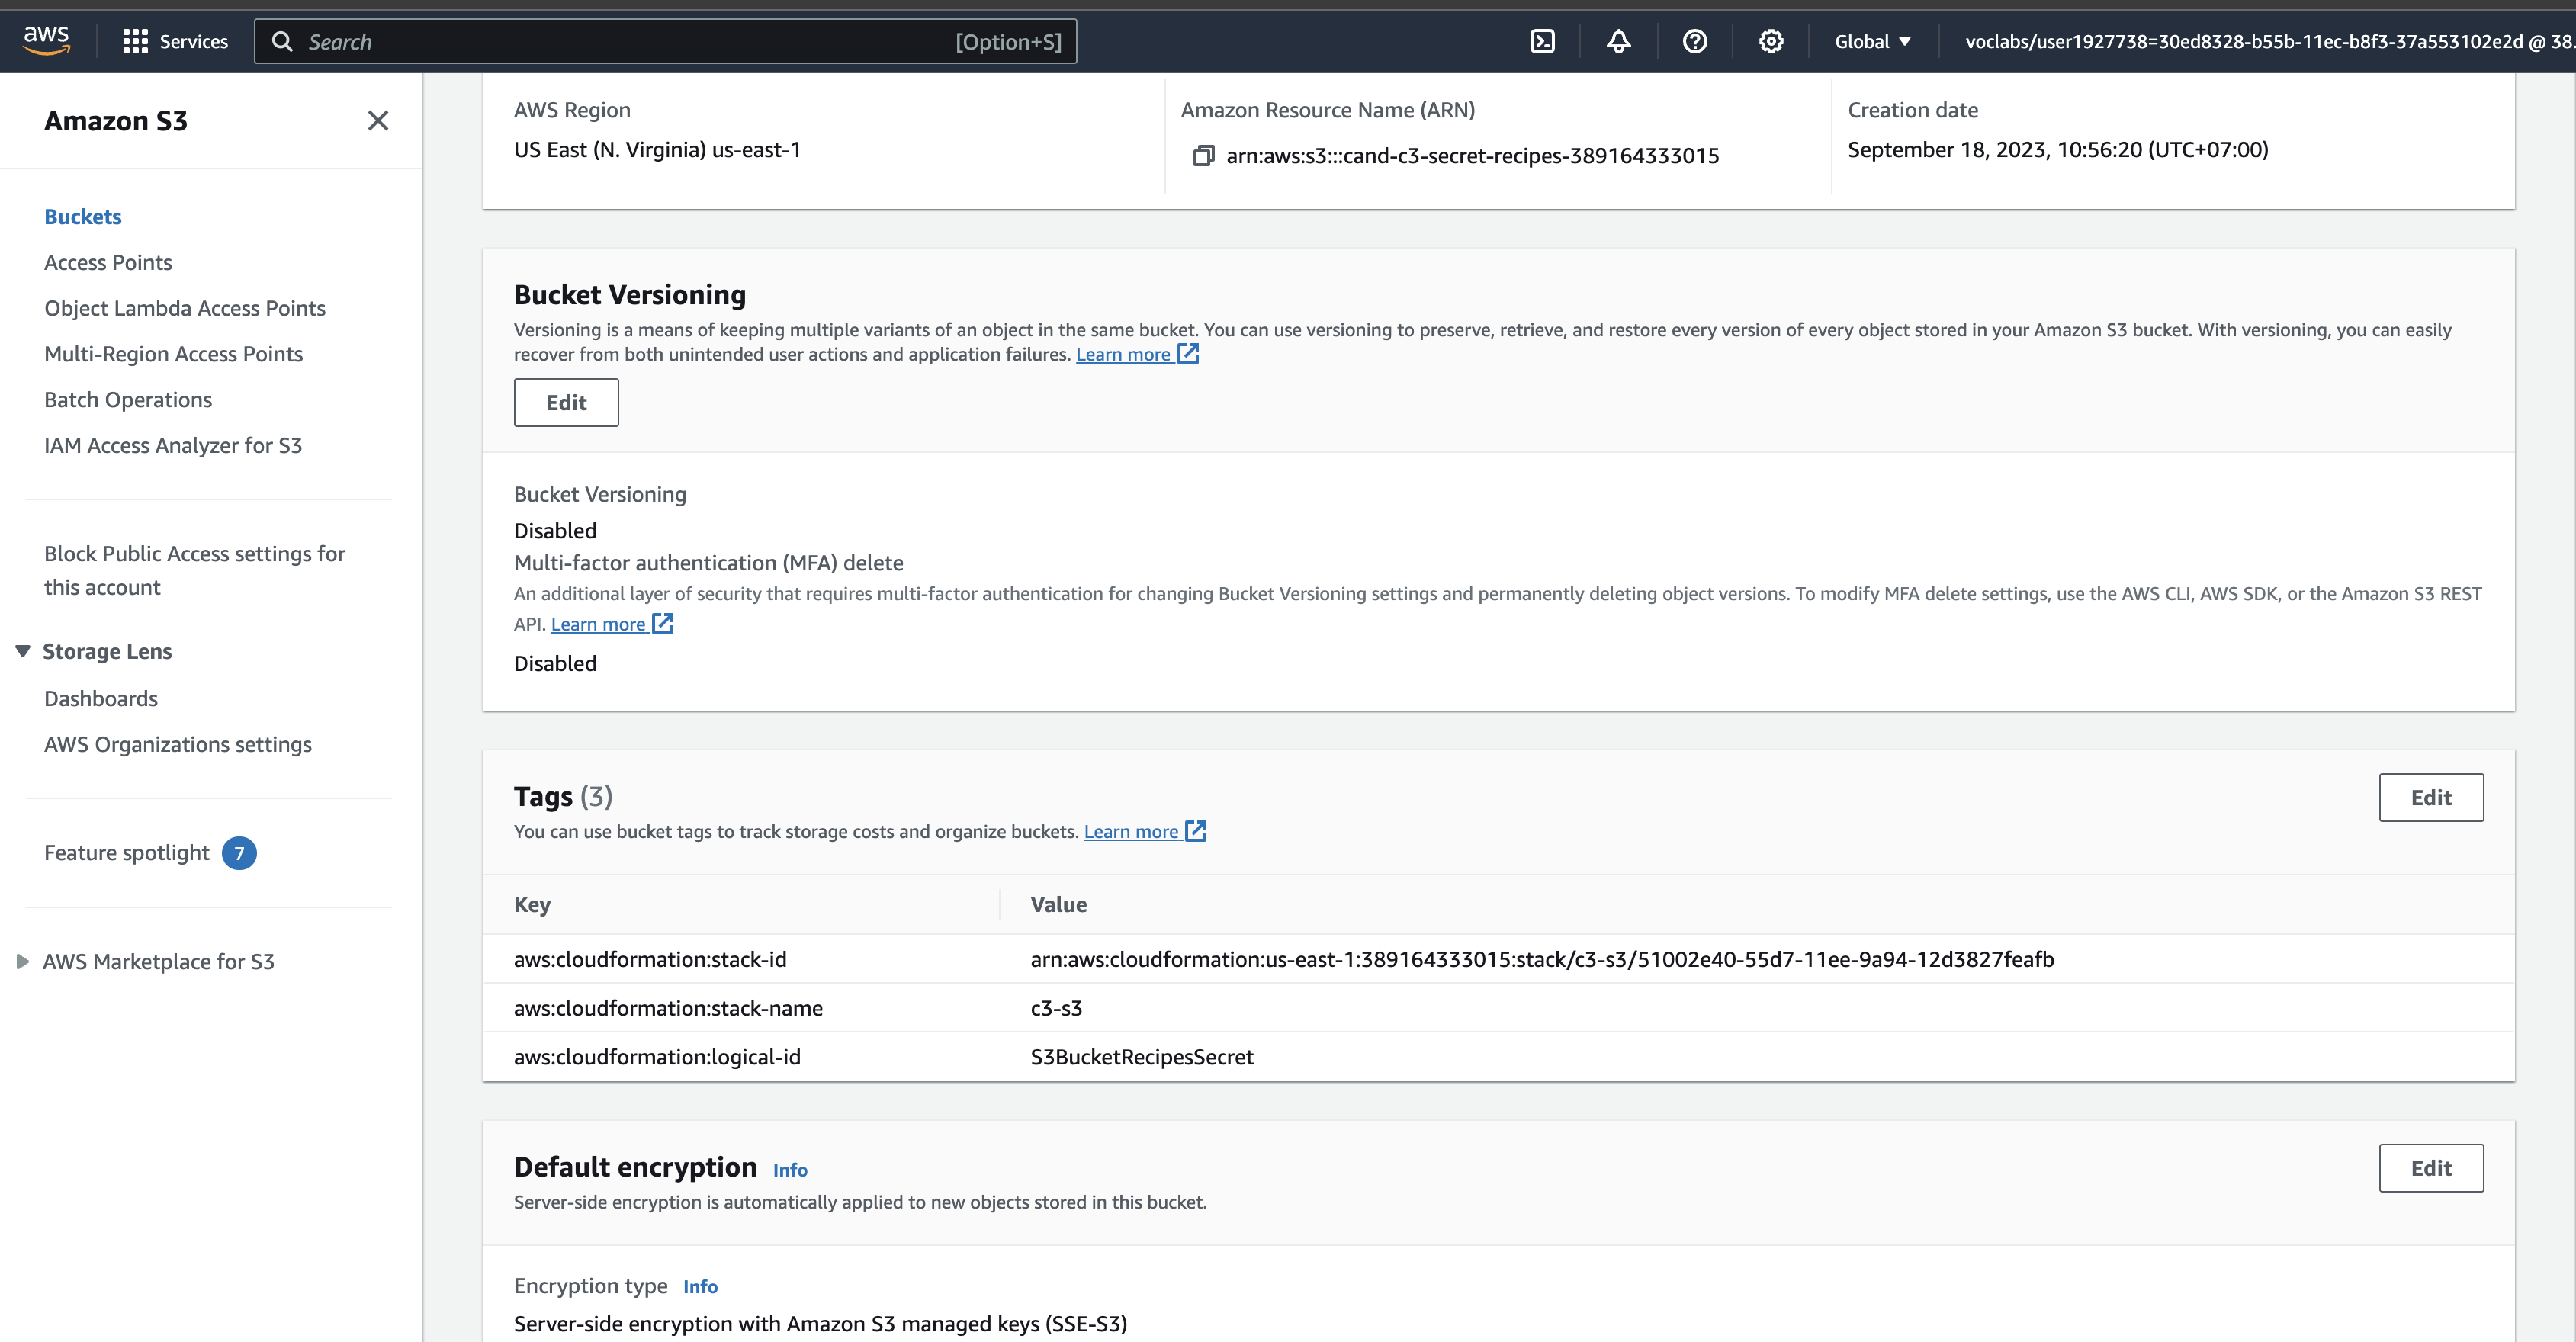 aws
Services
Search
[Option+S]
Global
voclabs/user1927738=30ed8328-b55b-11ec-b8f3-37a553102e2d @ 38.
Amazon S3
Buckets
Access Points
Object Lambda Access Points
Multi-Region Access Points
Batch Operations
IAM Access Analyzer for S3
Block Public Access settings for
this account
Storage Lens
Dashboards
AWS Organizations settings
Feature spotlight 7
AWS Marketplace for S3
AWS Region
US East (N. Virginia) us-east-1
Amazon Resource Name (ARN)
arn:aws:s3:::cand-c3-secret-recipes-389164333015
Creation date
September 18, 2023, 10:56:20 (UTC+07:00)
Bucket Versioning
Versioning is a means of keeping multiple variants of an object in the same bucket. You can use versioning to preserve, retrieve, and restore every version of every object stored in your Amazon S3 bucket. With versioning, you can easily
recover from both unintended user actions and application failures. Learn more
Edit
Bucket Versioning
Disabled
Multi-factor authentication (MFA) delete
An additional layer of security that requires multi-factor authentication for changing Bucket Versioning settings and permanently deleting object versions. To modify MFA delete settings, use the AWS CLI, AWS SDK, or the Amazon S3 REST
API. Learn more
Disabled
Tags (3)
Edit
You can use bucket tags to track storage costs and organize buckets. Learn more
Key Value
aws:cloudformation:stack-id arn:aws:cloudformation:us-east-1:389164333015:stack/c3-s3/51002e40-55d7-11ee-9a94-12d3827feafb
aws:cloudformation:stack-name c3-s3
aws:cloudformation:logical-id S3BucketRecipesSecret
Default encryption Info
Edit
Server-side encryption is automatically applied to new objects stored in this bucket.
Encryption type Info
Server-side encryption with Amazon S3 managed keys (SSE-S3)